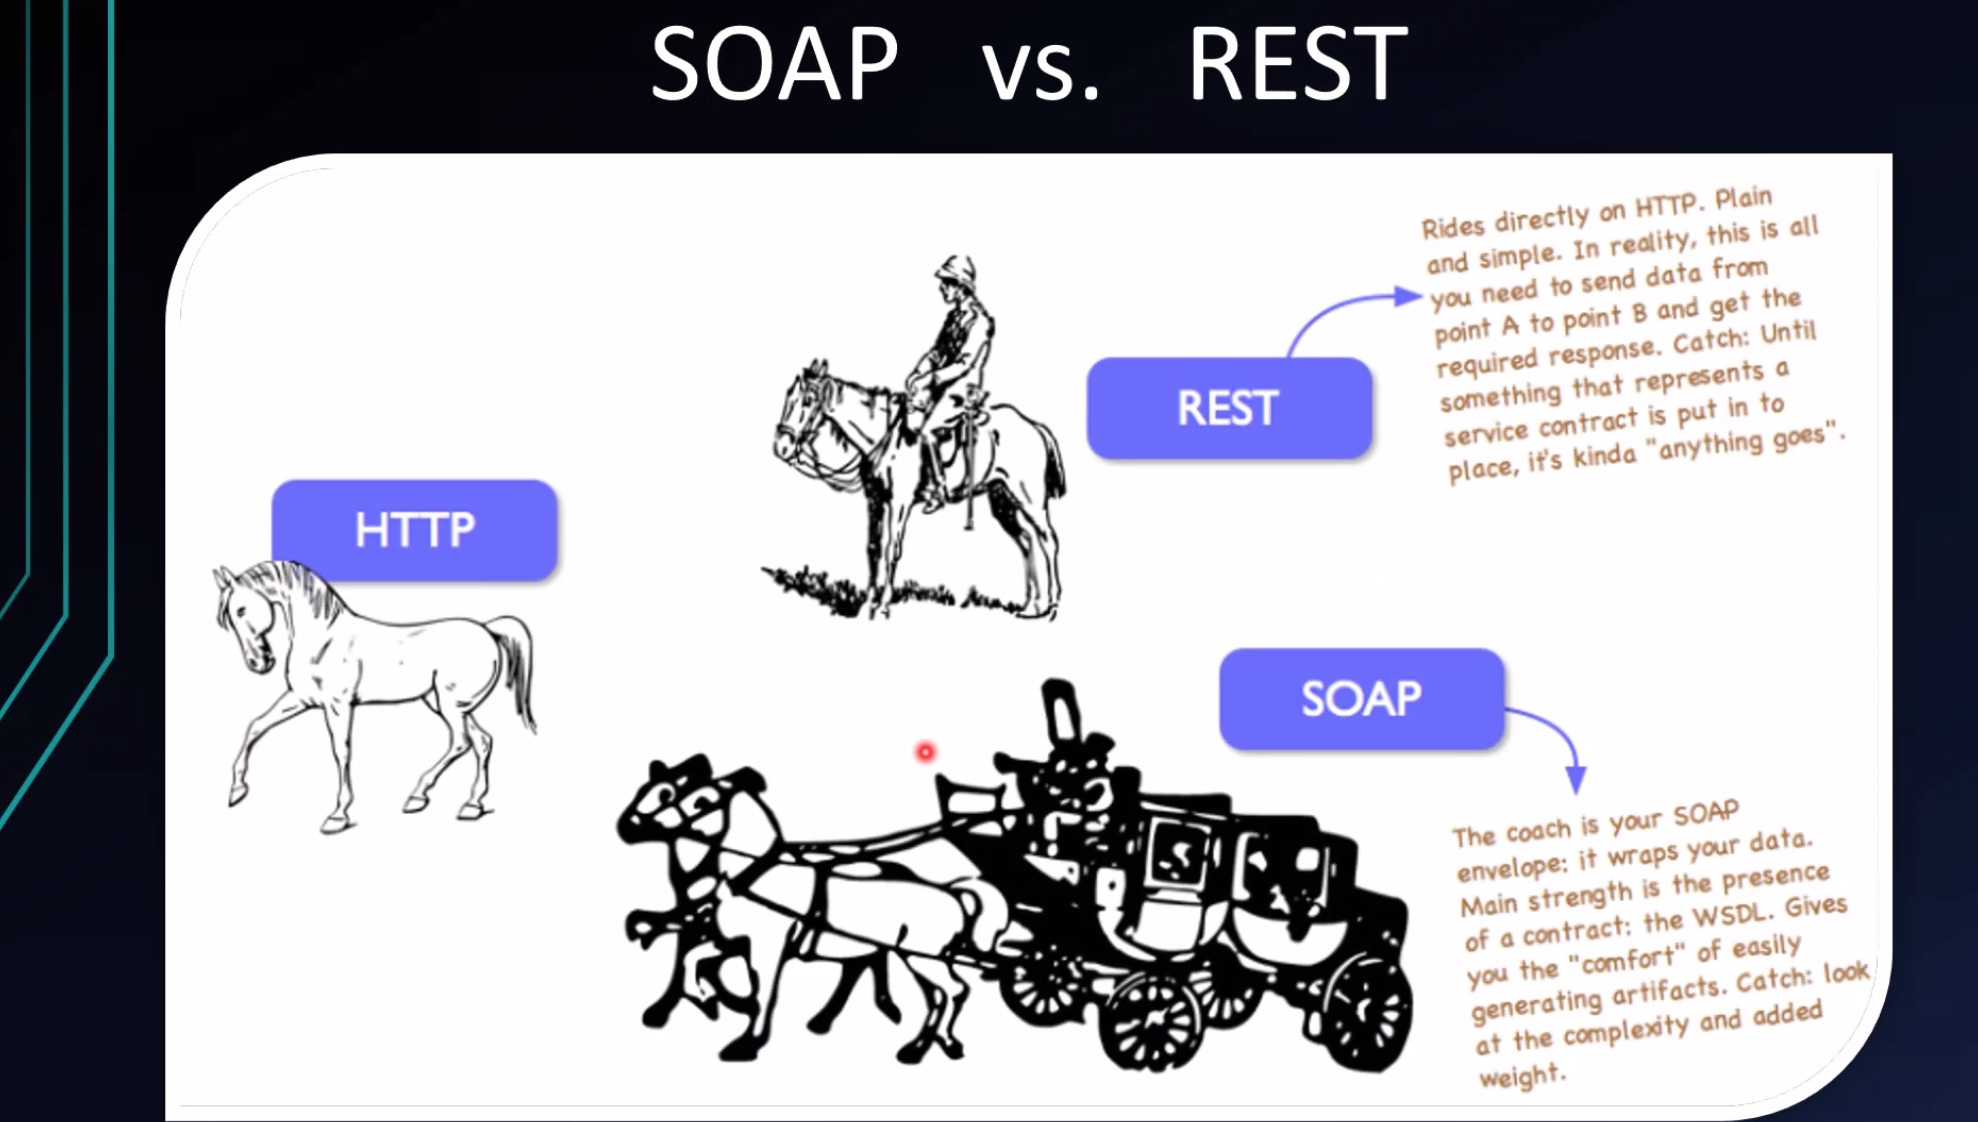 SOAP vs. REST
Rides directly on HTTP. Plain
and simple. In reality, this is all
you need to send data from
point A to point B and get the
required response. Catch: Until
something that represents a
service contract is put in to
place, it's kinda "anything goes".
REST
HTTP
SOAP
The coach is your SOAP
envelope: it wraps your data.
Main strength is the presence
of a contract: the WSDL. Gives
you the "comfort" of easily
generating artifacts. Catch: look
at the complexity and added
weight.